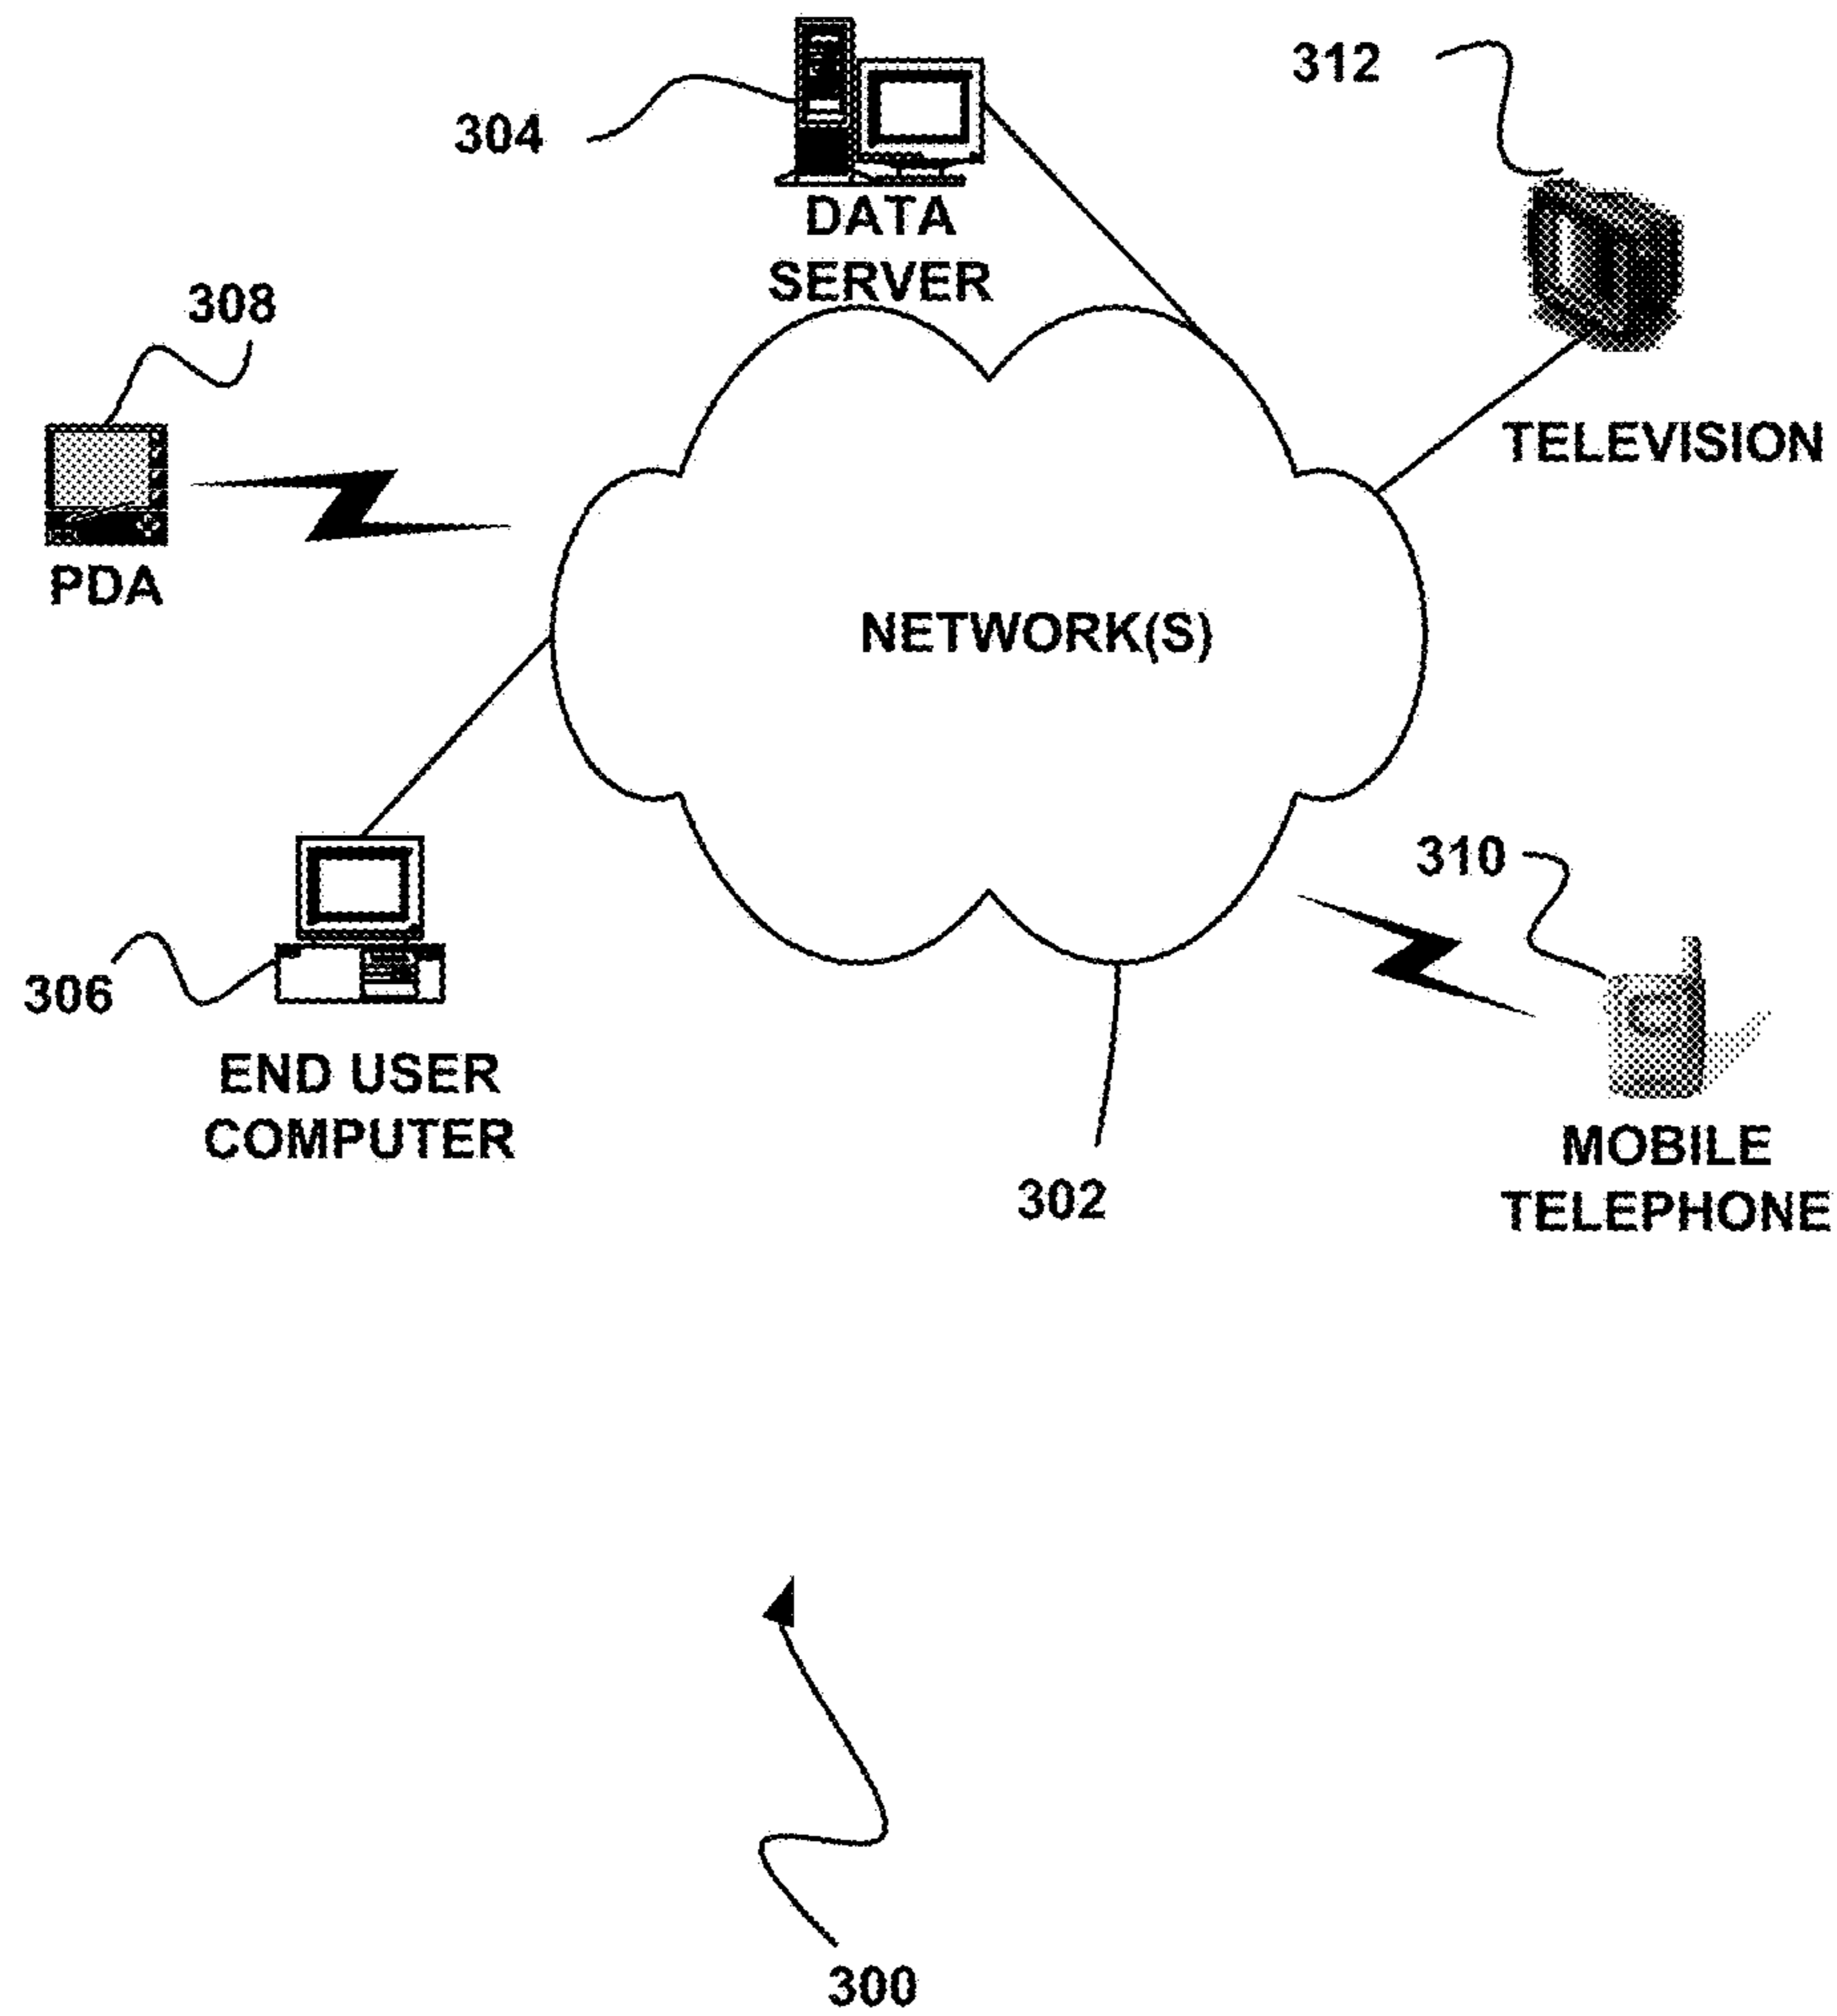 312
304
DATA
SERVER
308
TELEVISION
PDA
NETWORK(S)
310
306
END USER
COMPUTER
302
MOBILE
TELEPHONE
300